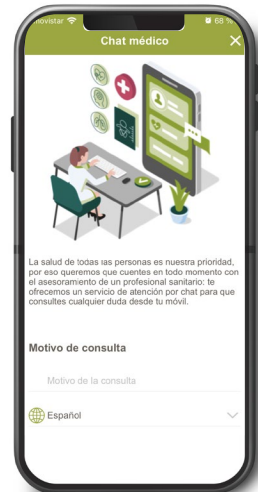 movistar 68 %
Chat médico
La salud de todas las personas es nuestra prioridad,
por eso queremos que cuentes en todo momento con
el asesoramiento de un profesional sanitario: te
ofrecemos un servicio de atención por chat para que
consultes cualquier duda desde tu móvil.
Motivo de consulta
Motivo de la consulta
Español